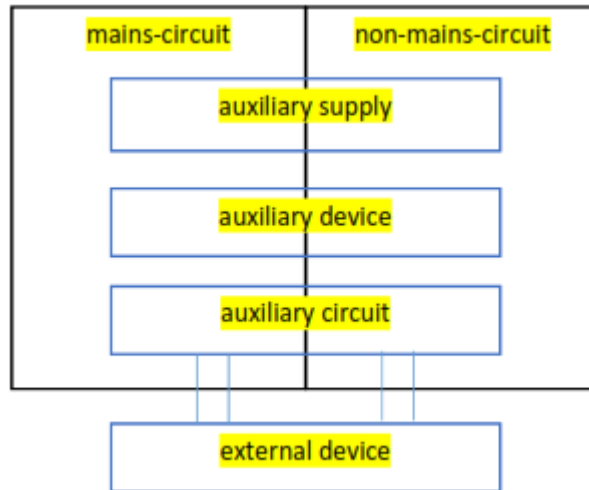 mains-circuit
non-mains-circuit
auxiliary supply
auxiliary device
auxiliary circuit
external device